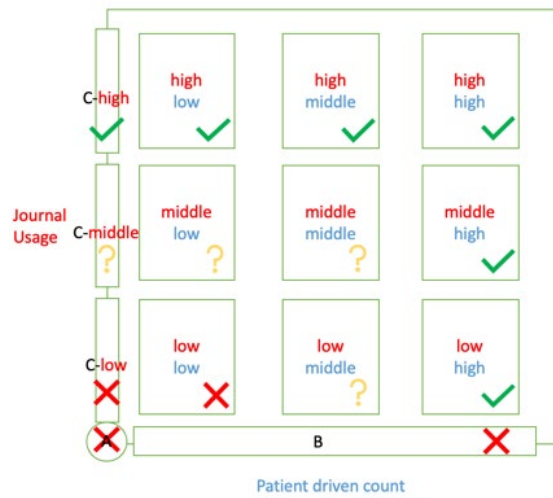 C-high
high
low
high
middle
high
high
Journal
Usage
C-middle
?
middle
low
?
middle
middle
?
middle
high
C-low
low
low
low
middle
?
low
high
A
B
Patient driven count